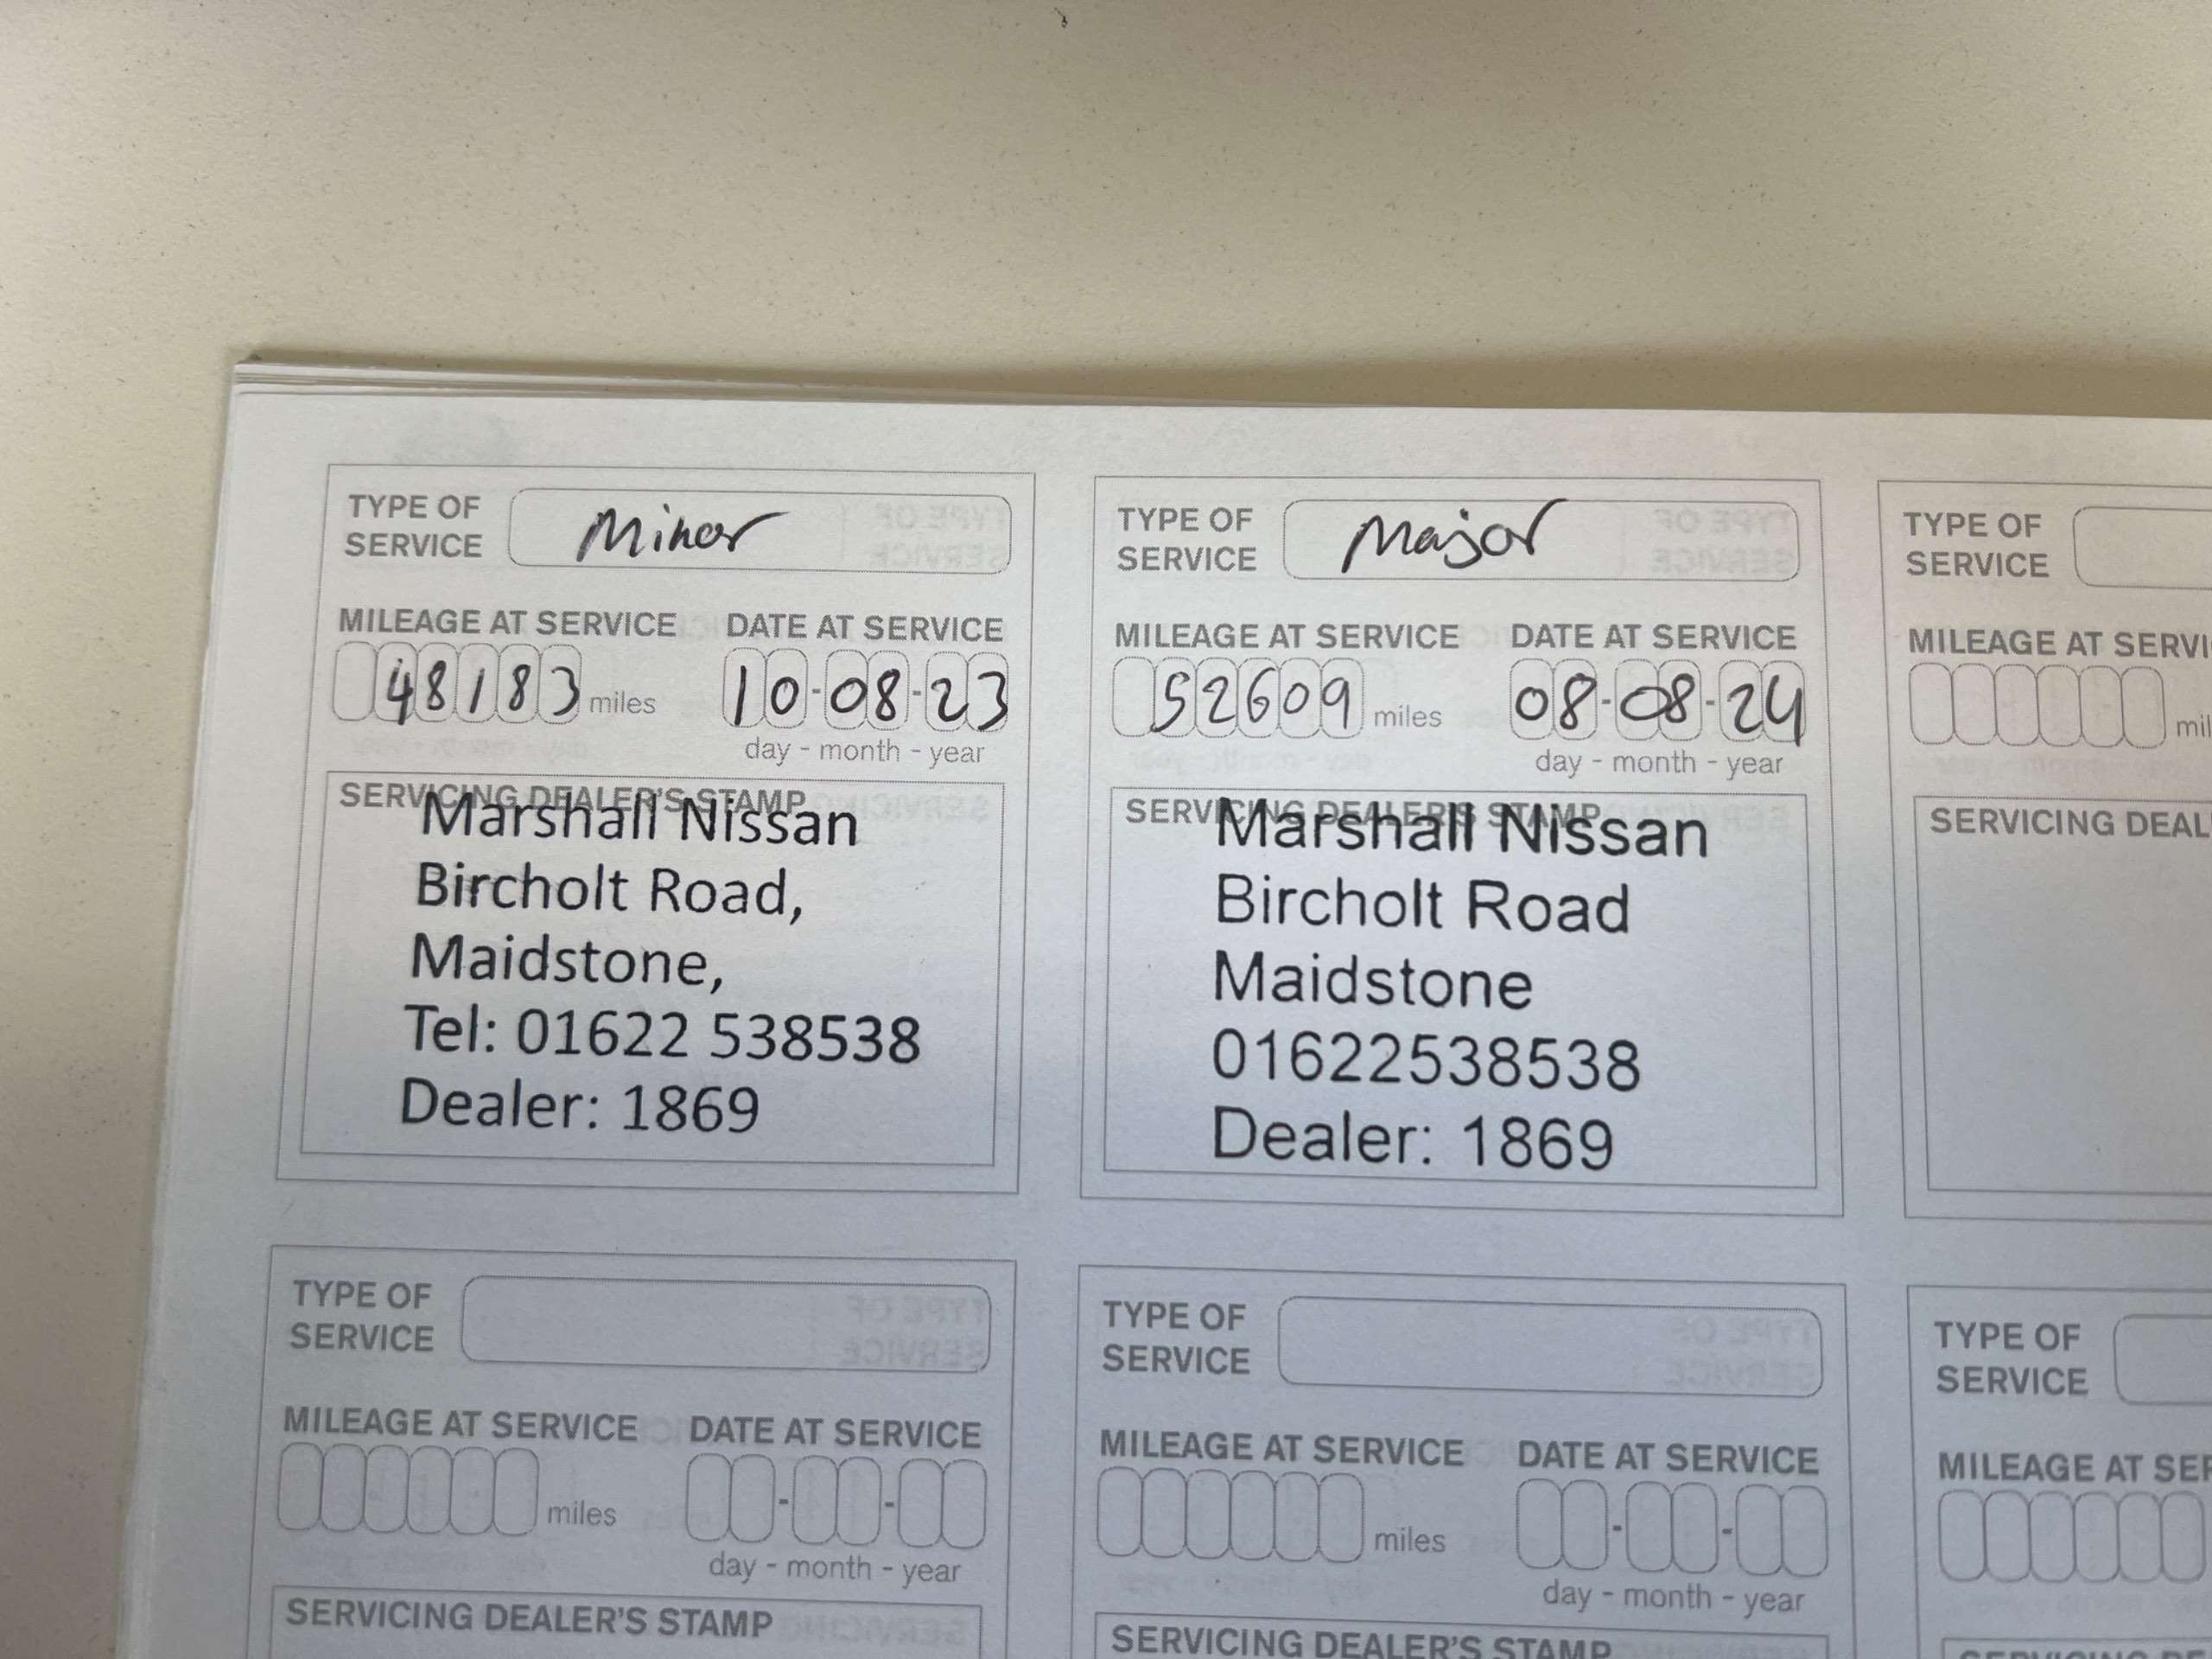 TYPE OF
SERVICE
Minor
MILEAGE AT SERVICE
DATE AT SERVICE
48183 miles
10-08-23
day - month - year
SERVICING DEALER'S STAMP
Marshall Nissan
Bircholt Road,
Maidstone,
Tel: 01622 538538
Dealer: 1869
TYPE OF
SERVICE
Major
MILEAGE AT SERVICE
DATE AT SERVICE
52609 miles
08-08-24
day - month - year
SERVICING DEALER'S STAMP
Marshall Nissan
Bircholt Road
Maidstone
01622538538
Dealer: 1869
TYPE OF
SERVICE
MILEAGE AT
SERVICING
TYPE OF
SERVICE
MILEAGE AT SERVICE
DATE AT SERVICE
miles
day - month - year
SERVICING DEALER'S STAMP
TYPE OF
SERVICE
MILEAGE AT SERVICE
DATE AT SERVICE
miles
day - month - year
SERVICING DEALER'S STAMP
TYPE OF
SERVICE
MILEAGE AT